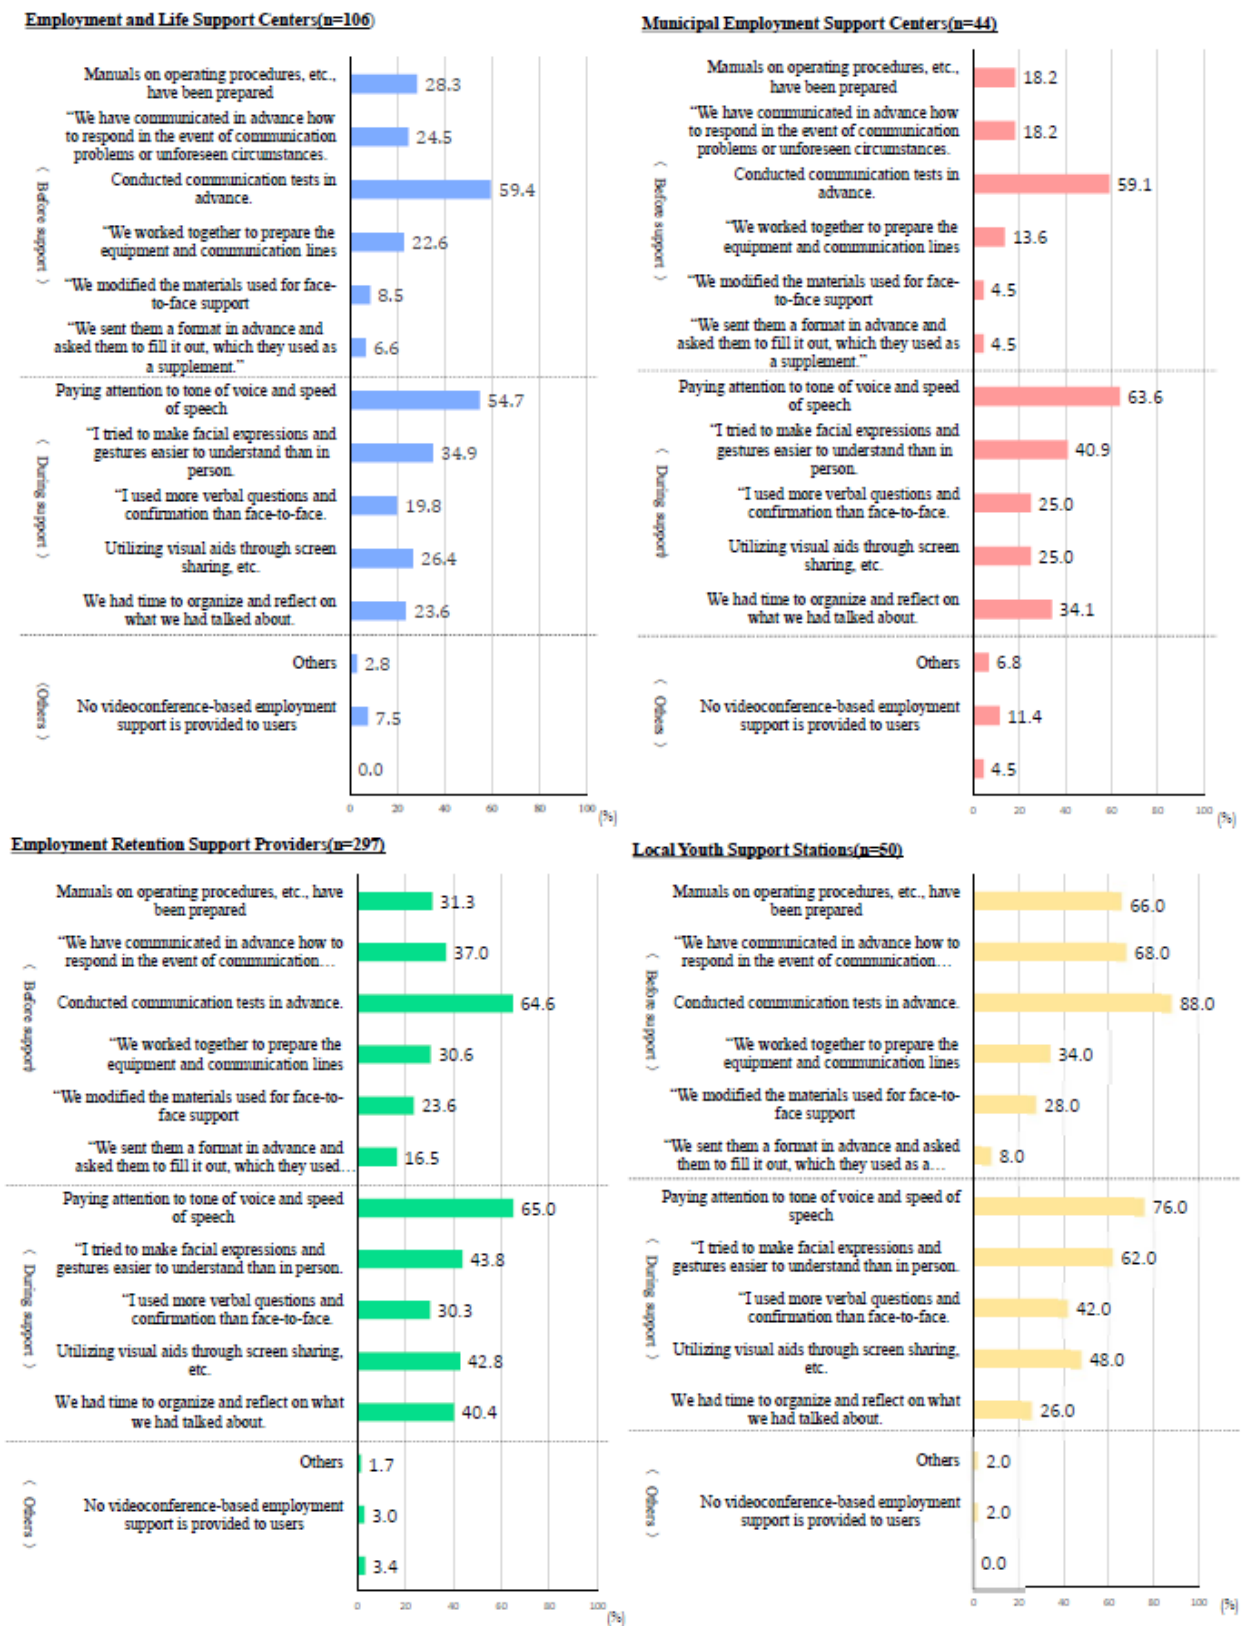 Employment and Life Support Centers(n=106)
Manuals on operating procedures, etc.,
have been prepared
28.3
“We have communicated in advance how
to respond in the event of communication
problems or unforeseen circumstances.
24.5
Conducted communication tests in
advance.
59.4
“We worked together to prepare the
equipment and communication lines
22.6
“We modified the materials used for face-
to-face support
8.5
“We sent them a format in advance and
asked them to fill it out, which they used as
a supplement.”
6.6
〈 Before support 〉
Paying attention to tone of voice and speed
of speech
54.7
“I tried to make facial expressions and
gestures easier to understand than in
person.
34.9
“I used more verbal questions and
confirmation than face-to-face.
19.8
Utilizing visual aids through screen
sharing, etc.
26.4
We had time to organize and reflect on
what we had talked about.
23.6
〈 During support 〉
Others
2.8
No videoconference-based employment
support is provided to users
7.5
0.0
〈Others 〉
0 20 40 60 80 100 (%)
Municipal Employment Support Centers(n=44)
Manuals on operating procedures, etc.,
have been prepared
18.2
“We have communicated in advance how
to respond in the event of communication
problems or unforeseen circumstances.
18.2
Conducted communication tests in
advance.
59.1
“We worked together to prepare the
equipment and communication lines
13.6
“We modified the materials used for face-
to-face support
4.5
“We sent them a format in advance and
asked them to fill it out, which they used as
a supplement.”
4.5
〈 Before support 〉
Paying attention to tone of voice and speed
of speech
63.6
“I tried to make facial expressions and
gestures easier to understand than in
person.
40.9
“I used more verbal questions and
confirmation than face-to-face.
25.0
Utilizing visual aids through screen
sharing, etc.
25.0
We had time to organize and reflect on
what we had talked about.
34.1
〈 During support〉
Others
6.8
No videoconference-based employment
support is provided to users
11.4
4.5
〈 Others 〉
0 20 40 60 80 100 (%)
Employment Retention Support Providers(n=297)
Manuals on operating procedures, etc., have
been prepared
31.3
“We have communicated in advance how to
respond in the event of communication…
37.0
Conducted communication tests in advance.
64.6
“We worked together to prepare the
equipment and communication lines
30.6
“We modified the materials used for face-to-
face support
23.6
“We sent them a format in advance and
asked them to fill it out, which they used…
16.5
〈 Before support〉
Paying attention to tone of voice and speed
of speech
65.0
“I tried to make facial expressions and
gestures easier to understand than in person.
43.8
“I used more verbal questions and
confirmation than face-to-face.
30.3
Utilizing visual aids through screen sharing,
etc.
42.8
We had time to organize and reflect on what
we had talked about.
40.4
〈 During support 〉
Others
1.7
No videoconference-based employment
support is provided to users
3.0
3.4
〈 Others 〉
0 20 40 60 80 100 (%)
Local Youth Support Stations(n=50)
Manuals on operating procedures, etc., have
been prepared
66.0
“We have communicated in advance how to
respond in the event of communication…
68.0
Conducted communication tests in advance.
88.0
“We worked together to prepare the
equipment and communication lines
34.0
“We modified the materials used for face-to-
face support
28.0
“We sent them a format in advance and asked
them to fill it out, which they used as a…
8.0
〈 Before support 〉
Paying attention to tone of voice and speed of
speech
76.0
“I tried to make facial expressions and
gestures easier to understand than in person.
62.0
“I used more verbal questions and
confirmation than face-to-face.
42.0
Utilizing visual aids through screen sharing,
etc.
48.0
We had time to organize and reflect on what
we had talked about.
26.0
〈 During support 〉
Others
2.0
No videoconference-based employment
support is provided to users
2.0
0.0
〈 Others 〉
0 20 40 60 80 100 (%)